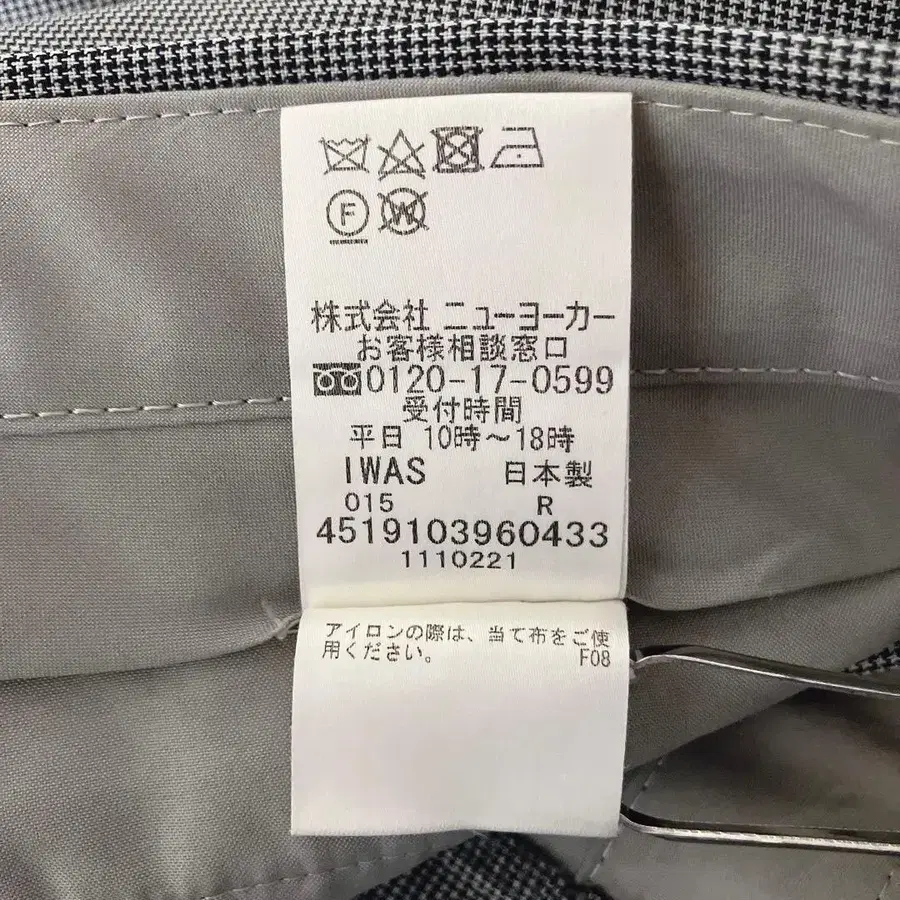 F W
株式会社 ニューヨーカー
お客様相談窓口
0120-17-0599
受付時間
平日 10時～18時
IWAS 日本製
015 R
4519103960433
1110221
アイロンの際は、当て布をご使
用ください。 F08